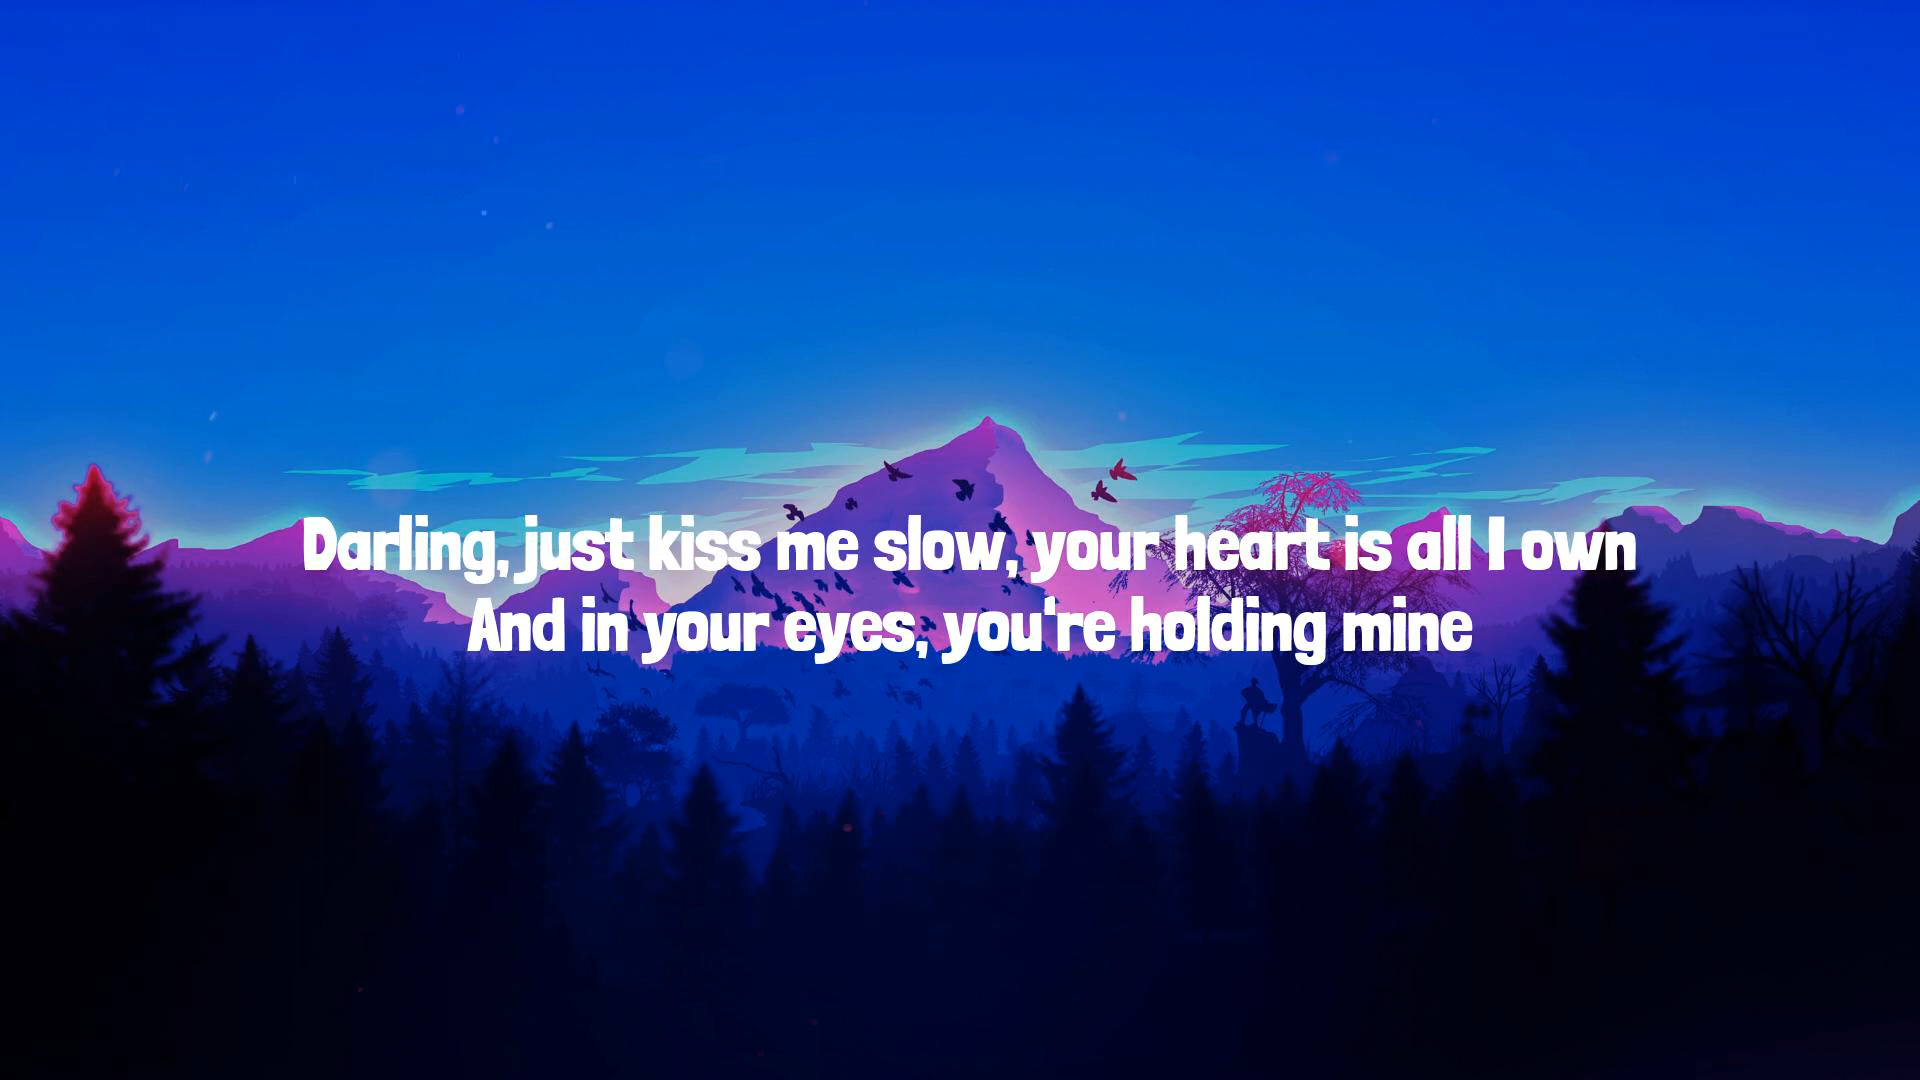 Darling, just kiss me slow, your heart is all I own
And in your eyes, you're holding mine